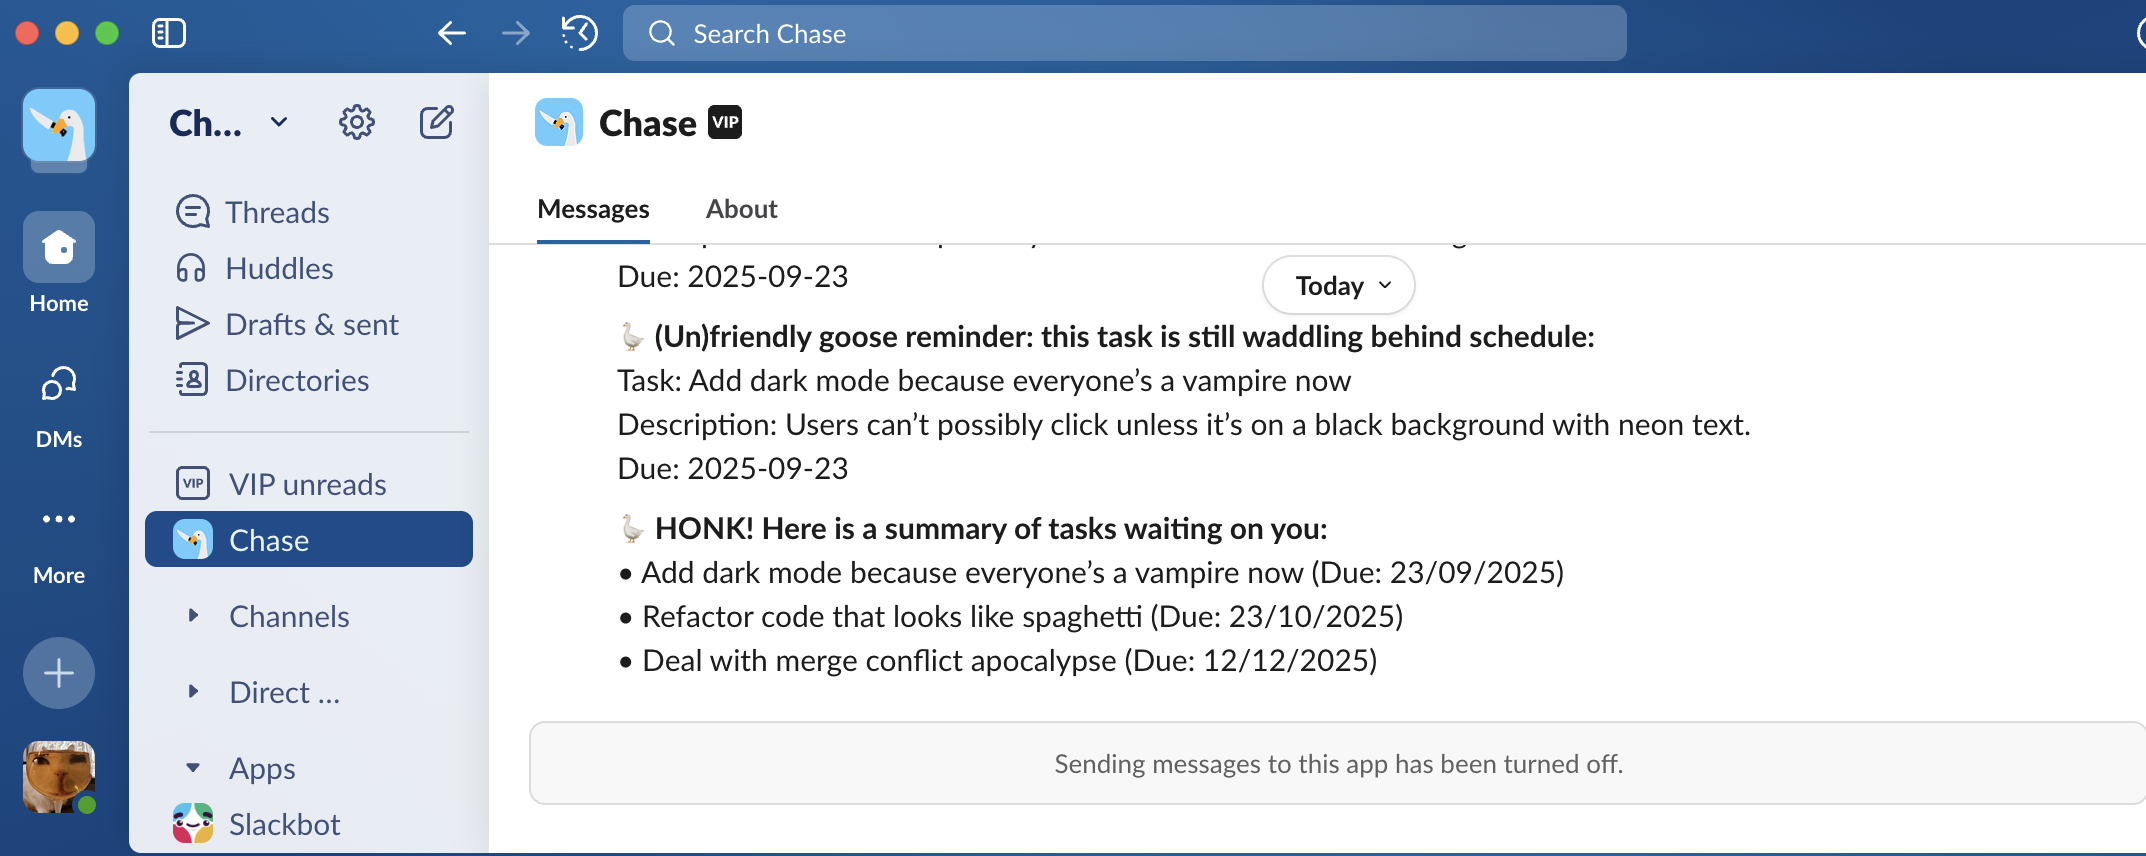 Search Chase
Ch...
Threads
Huddles
Drafts & sent
Directories
VIP VIP unreads
Chase
Channels
Direct ...
Apps
Slackbot
Home
DMs
More
Chase VIP
Messages About
Due: 2025-09-23
Today
(Un)friendly goose reminder: this task is still waddling behind schedule:
Task: Add dark mode because everyone’s a vampire now
Description: Users can’t possibly click unless it’s on a black background with neon text.
Due: 2025-09-23
HONK! Here is a summary of tasks waiting on you:
• Add dark mode because everyone’s a vampire now (Due: 23/09/2025)
• Refactor code that looks like spaghetti (Due: 23/10/2025)
• Deal with merge conflict apocalypse (Due: 12/12/2025)
Sending messages to this app has been turned off.